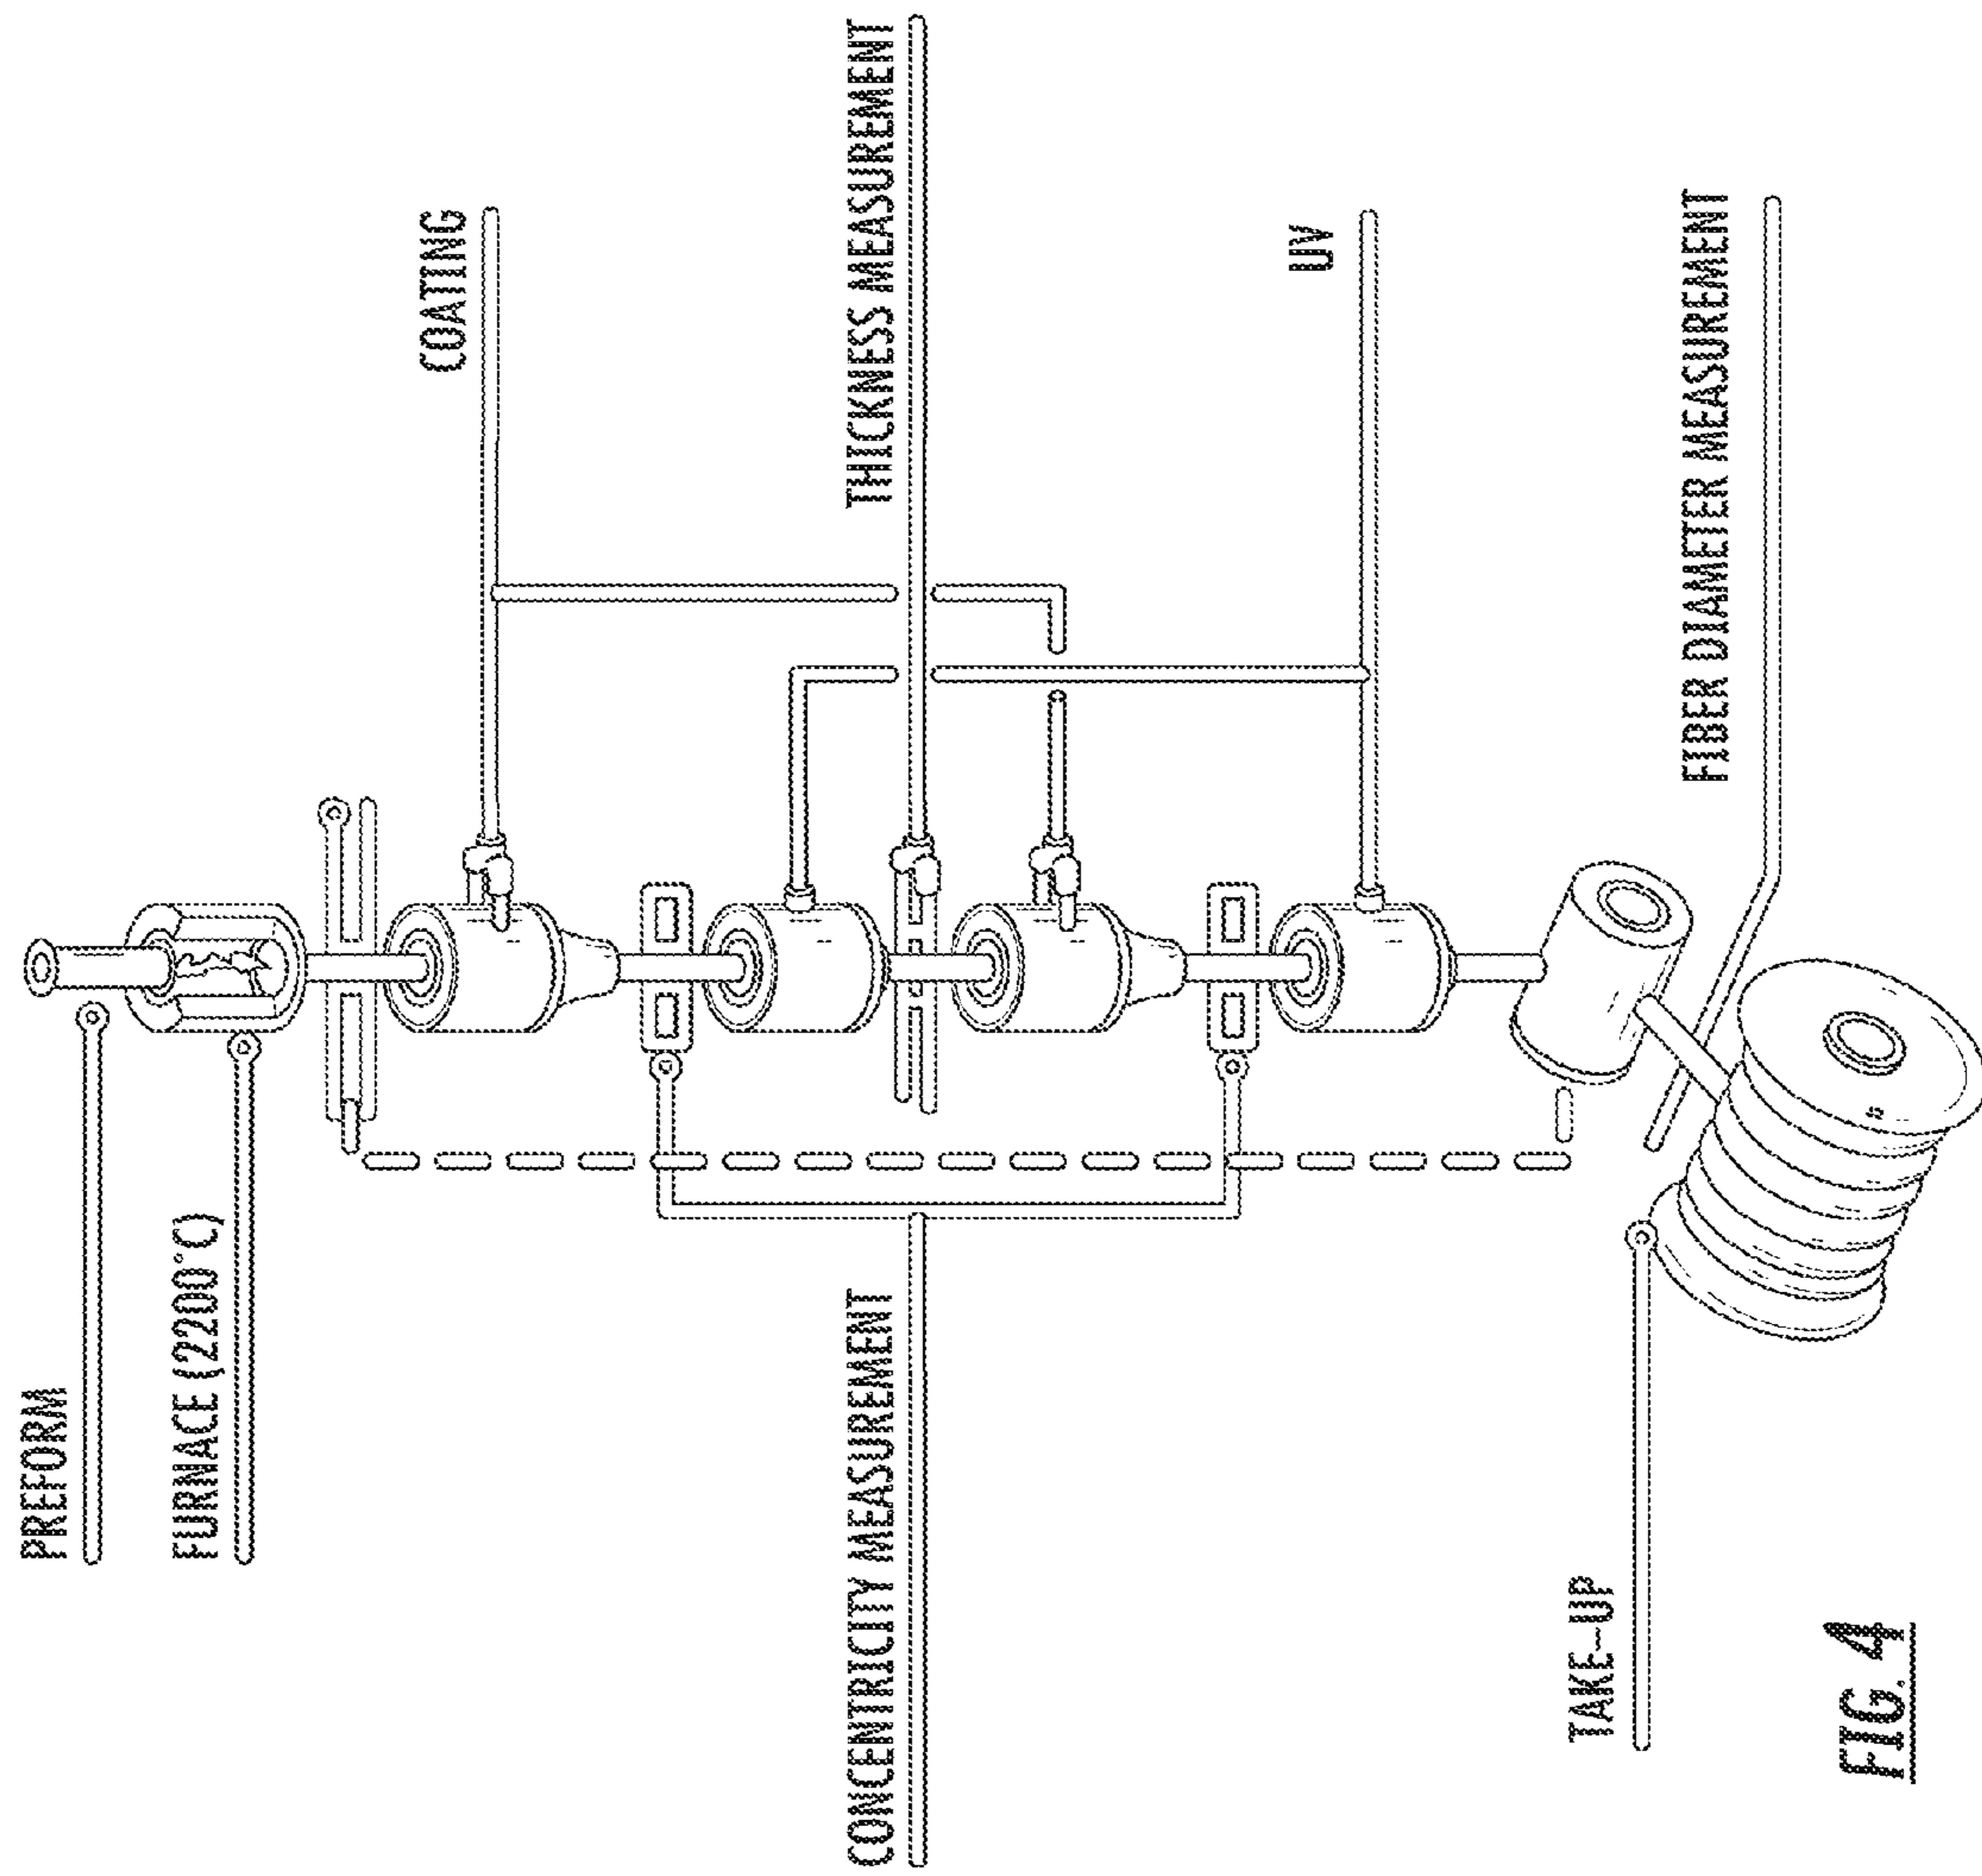 PREFORM
FURNACE (2200°C)
COATING
CONCENTRICITY MEASUREMENT
THICKNESS MEASUREMENT
UV
TAKE-UP
FIBER DIAMETER MEASUREMENT
FIG. 4